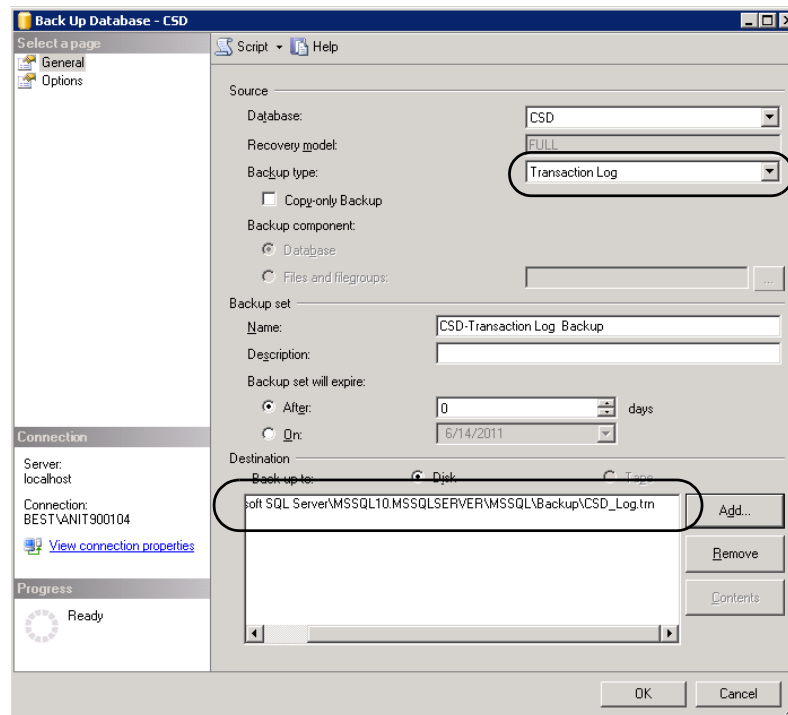 Back Up Database - CSD
Select a page
General
Options
Script
Help
Source
Database:
CSD
Recovery model:
FULL
Backup type:
Transaction Log
Copy-only Backup
Backup component:
Database
Files and filegroups:
...
Backup set
Name:
CSD-Transaction Log Backup
Description:
Backup set will expire:
After:
0
days
On:
6/14/2011
Destination
Back up to:
Disk
Tape
soft SQL Server\MSSQL10.MSSQLSERVER\MSSQL\Backup\CSD_Log.trn
Add...
Remove
Contents
Connection
Server:
localhost
Connection:
BEST\ANIT900104
View connection properties
Progress
Ready
OK
Cancel